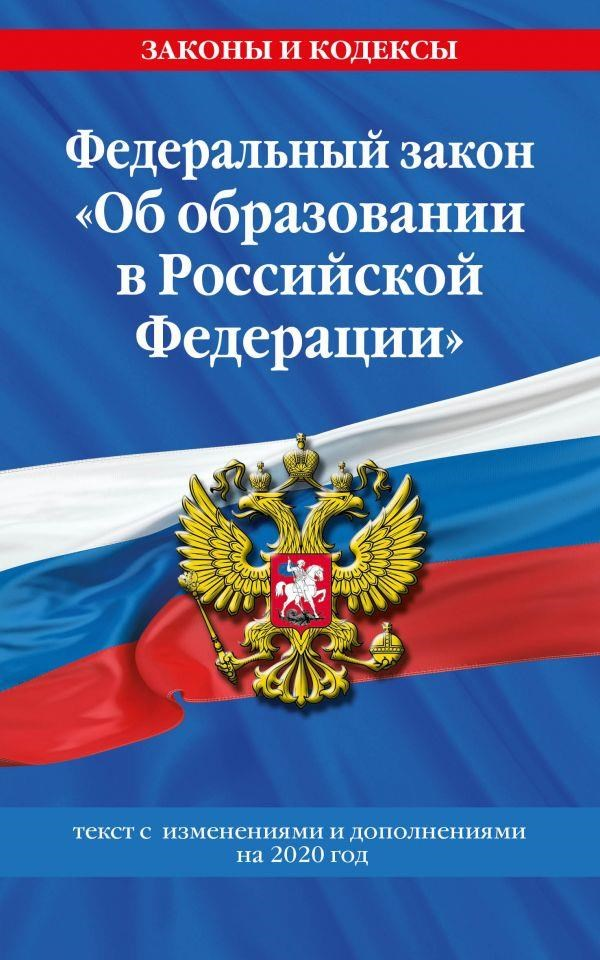 ЗАКОНЫ И КОДЕКСЫ
Федеральный закон
«Об образовании
в Российской
Федерации»
текст с изменениями и дополнениями
на 2020 год